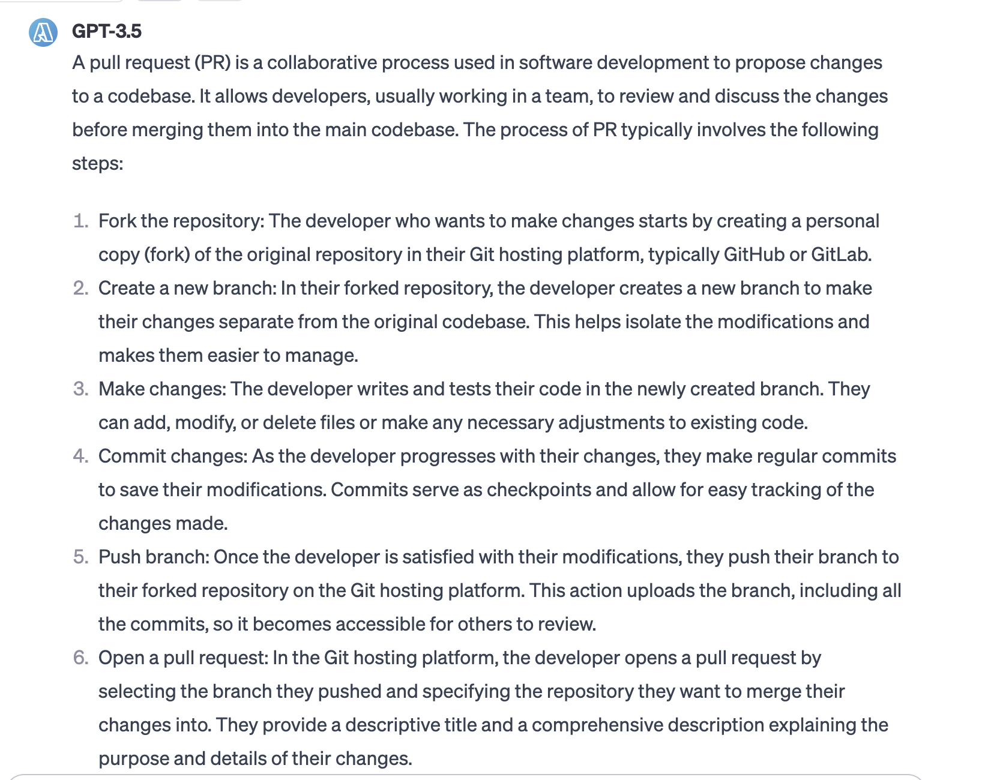 GPT-3.5
A pull request (PR) is a collaborative process used in software development to propose changes
to a codebase. It allows developers, usually working in a team, to review and discuss the changes
before merging them into the main codebase. The process of PR typically involves the following
steps:
1. Fork the repository: The developer who wants to make changes starts by creating a personal
copy (fork) of the original repository in their Git hosting platform, typically GitHub or GitLab.
2. Create a new branch: In their forked repository, the developer creates a new branch to make
their changes separate from the original codebase. This helps isolate the modifications and
makes them easier to manage.
3. Make changes: The developer writes and tests their code in the newly created branch. They
can add, modify, or delete files or make any necessary adjustments to existing code.
4. Commit changes: As the developer progresses with their changes, they make regular commits
to save their modifications. Commits serve as checkpoints and allow for easy tracking of the
changes made.
5. Push branch: Once the developer is satisfied with their modifications, they push their branch to
their forked repository on the Git hosting platform. This action uploads the branch, including all
the commits, so it becomes accessible for others to review.
6. Open a pull request: In the Git hosting platform, the developer opens a pull request by
selecting the branch they pushed and specifying the repository they want to merge their
changes into. They provide a descriptive title and a comprehensive description explaining the
purpose and details of their changes.